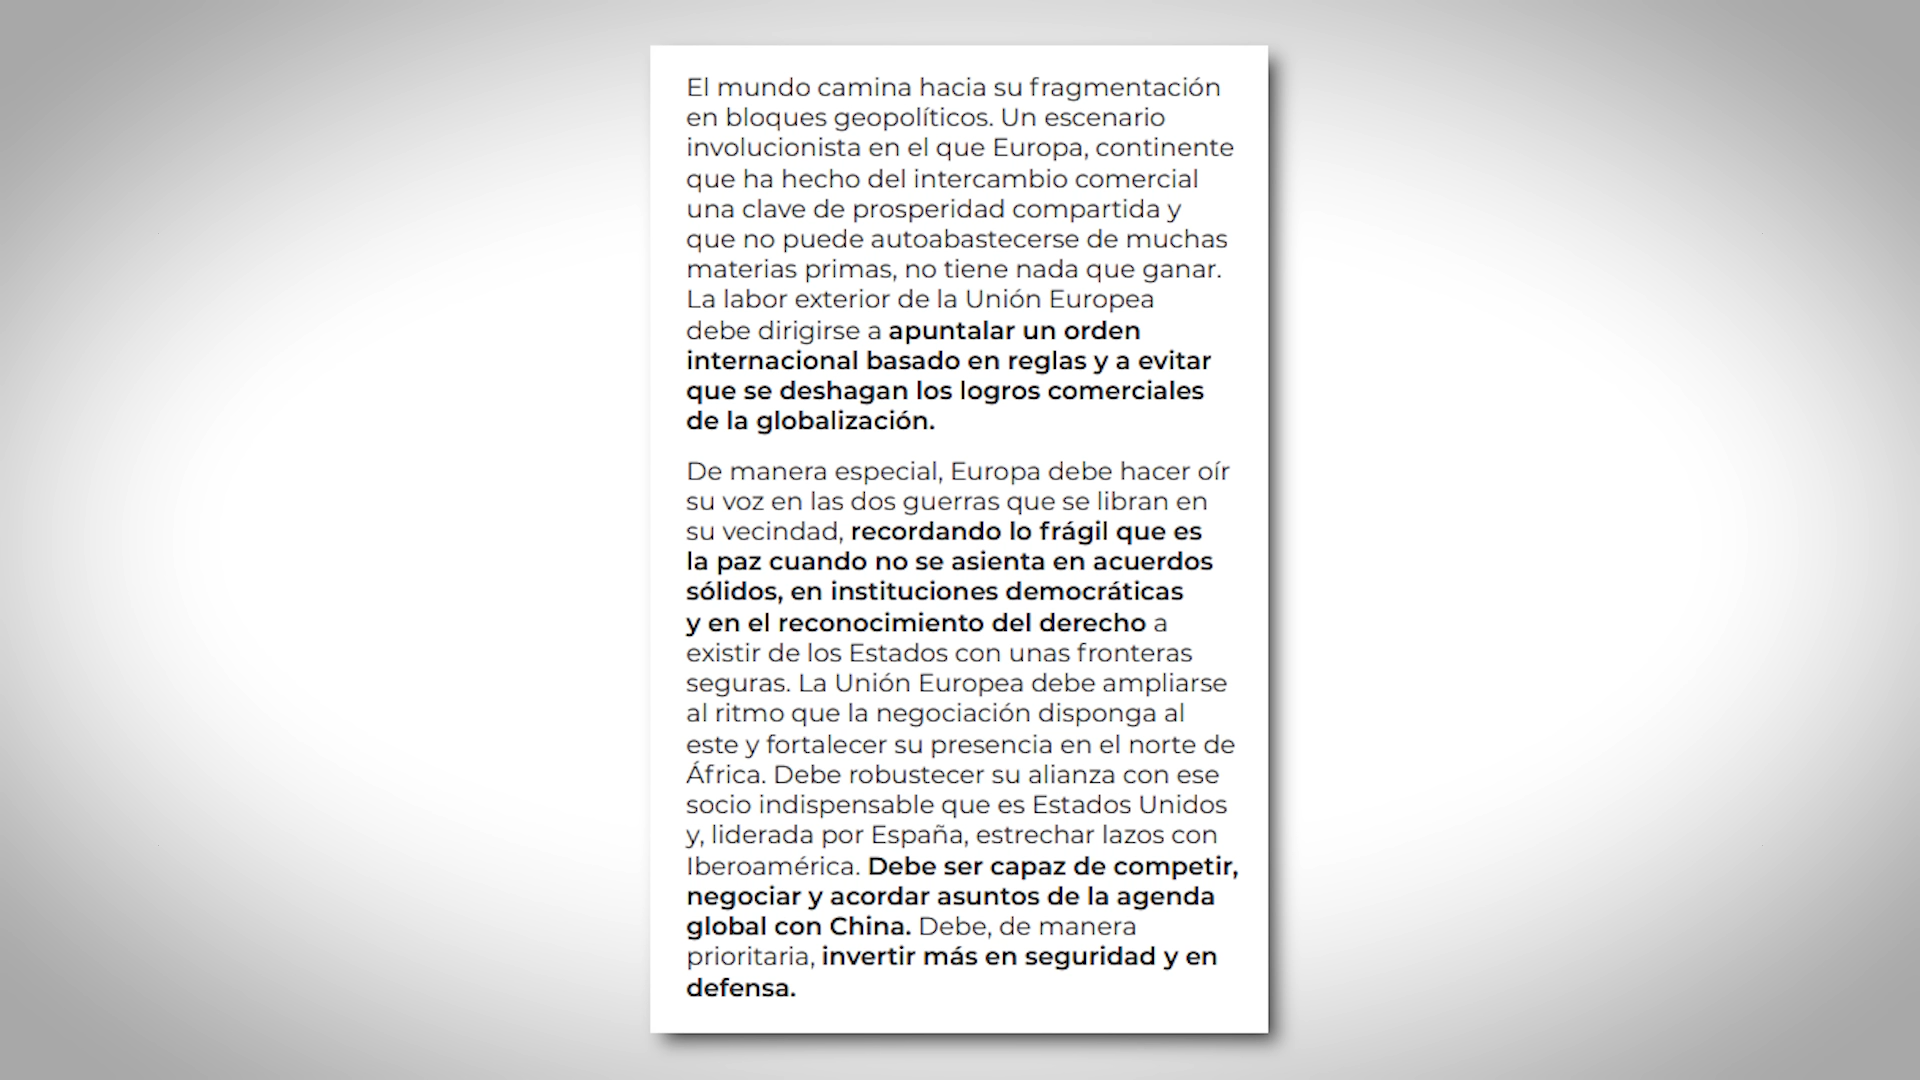 El mundo camina hacia su fragmentación
en bloques geopolíticos. Un escenario
involucionista en el que Europa, continente
que ha hecho del intercambio comercial
una clave de prosperidad compartida y
que no puede autoabastecerse de muchas
materias primas, no tiene nada que ganar.
La labor exterior de la Unión Europea
debe dirigirse a apuntalar un orden
internacional basado en reglas y a evitar
que se deshagan los logros comerciales
de la globalización.
De manera especial, Europa debe hacer oír
su voz en las dos guerras que se libran en
su vecindad, recordando lo frágil que es
la paz cuando no se asienta en acuerdos
sólidos, en instituciones democráticas
y en el reconocimiento del derecho a
existir de los Estados con unas fronteras
seguras. La Unión Europea debe ampliarse
al ritmo que la negociación disponga al
este y fortalecer su presencia en el norte de
África. Debe robustecer su alianza con ese
socio indispensable que es Estados Unidos
y, liderada por España, estrechar lazos con
Iberoamérica. Debe ser capaz de competir,
negociar y acordar asuntos de la agenda
global con China. Debe, de manera
prioritaria, invertir más en seguridad y en
defensa.